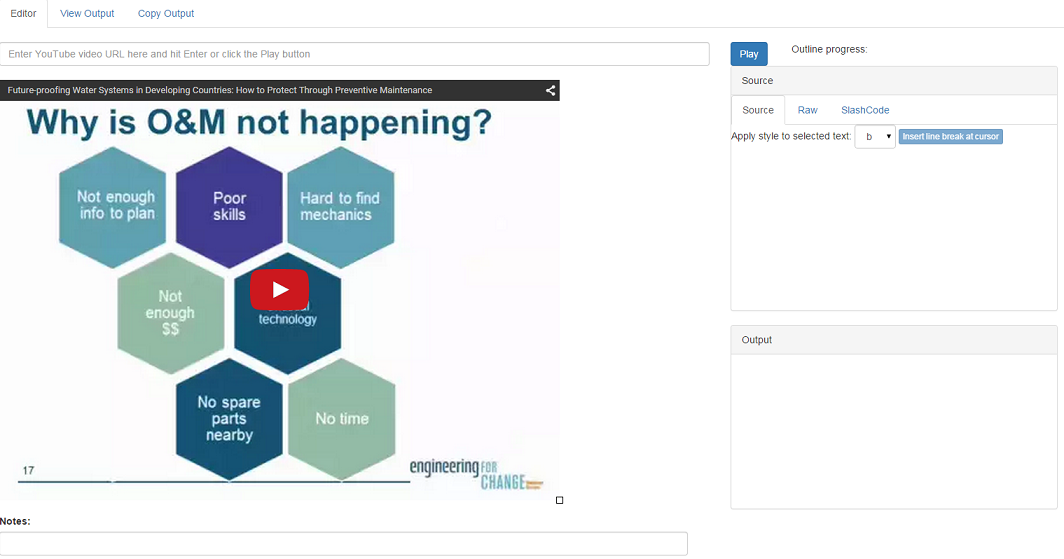 Editor
View Output
Copy Output
Enter YouTube video URL here and hit Enter or click the Play button
Play
Outline progress:
Future-proofing Water Systems in Developing Countries: How to Protect Through Preventive Maintenance
Why is O&M not happening?
Not enough
info to plan
Poor
skills
Hard to find
mechanics
Not
enough
$$
technology
No spare
parts
nearby
No time
17
engineering FOR
CHANGE
Source
Source
Raw
SlashCode
Apply style to selected text:
b
Insert line break at cursor
Output
Notes: